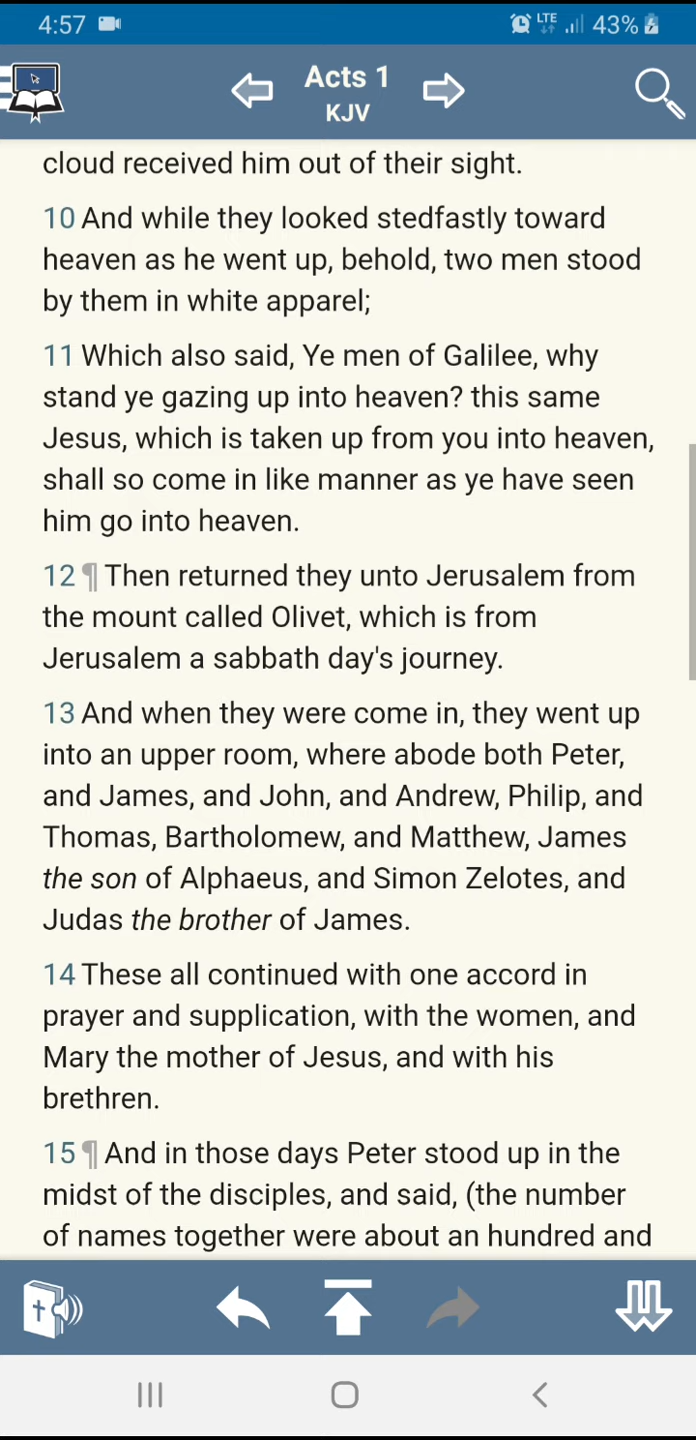 4:57
LTE
43%
Acts 1
KJV
cloud received him out of their sight.
10 And while they looked stedfastly toward
heaven as he went up, behold, two men stood
by them in white apparel;
11 Which also said, Ye men of Galilee, why
stand ye gazing up into heaven? this same
Jesus, which is taken up from you into heaven,
shall so come in like manner as ye have seen
him go into heaven.
12 ¶ Then returned they unto Jerusalem from
the mount called Olivet, which is from
Jerusalem a sabbath day's journey.
13 And when they were come in, they went up
into an upper room, where abode both Peter,
and James, and John, and Andrew, Philip, and
Thomas, Bartholomew, and Matthew, James
the son of Alphaeus, and Simon Zelotes, and
Judas the brother of James.
14 These all continued with one accord in
prayer and supplication, with the women, and
Mary the mother of Jesus, and with his
brethren.
15 ¶ And in those days Peter stood up in the
midst of the disciples, and said, (the number
of names together were about an hundred and